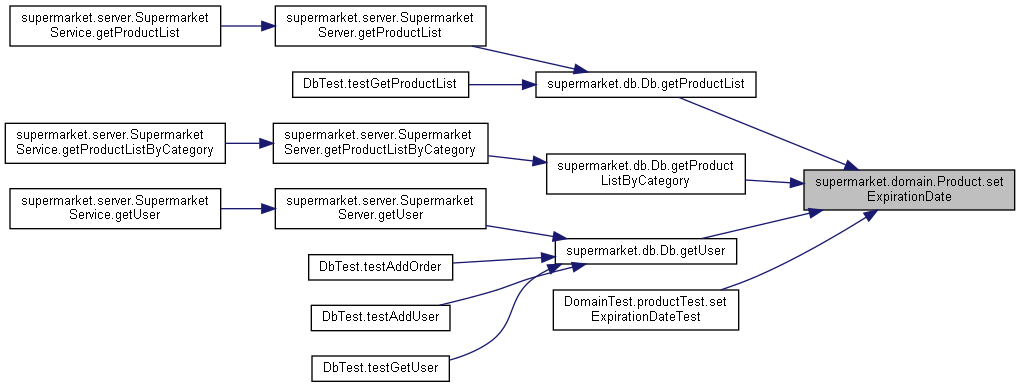 supermarket.server.Supermarket
Service.getProductList
supermarket.server.Supermarket
Server.getProductList
DbTest.testGetProductList
supermarket.db.Db.getProductList
supermarket.server.Supermarket
Service.getProductListByCategory
supermarket.server.Supermarket
Server.getProductListByCategory
supermarket.db.Db.getProduct
ListByCategory
supermarket.domain.Product.set
ExpirationDate
supermarket.server.Supermarket
Service.getUser
supermarket.server.Supermarket
Server.getUser
supermarket.db.Db.getUser
DbTest.testAddOrder
DomainTest.productTest.set
ExpirationDateTest
DbTest.testAddUser
DbTest.testGetUser